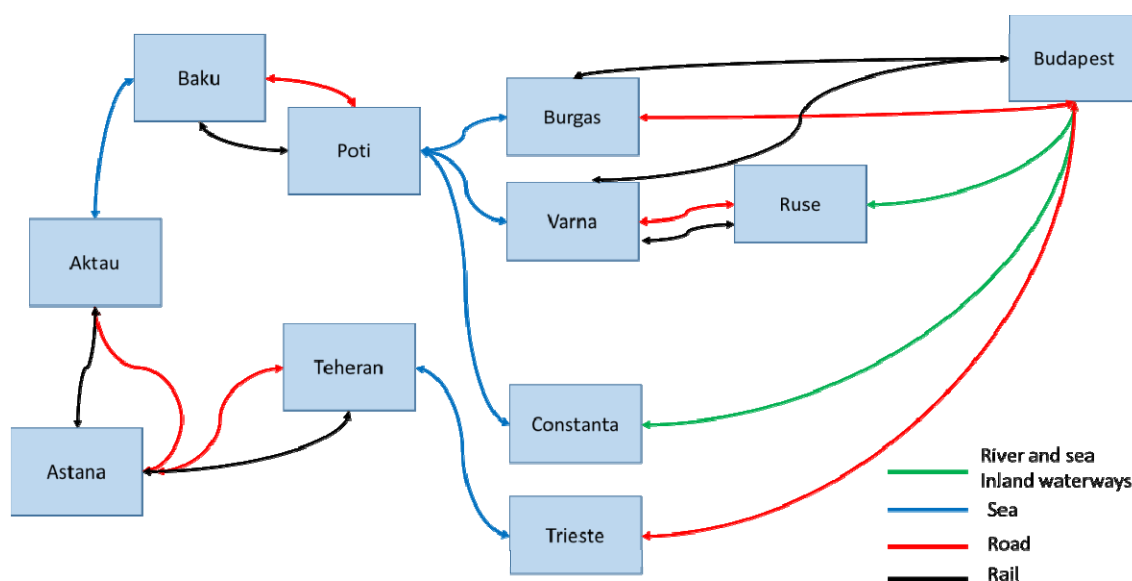 Budapest
Baku
Burgas
Poti
Ruse
Varna
Aktau
Teheran
Constanta
Astana
Trieste
River and sea
Inland waterways
Sea
Road
Rail